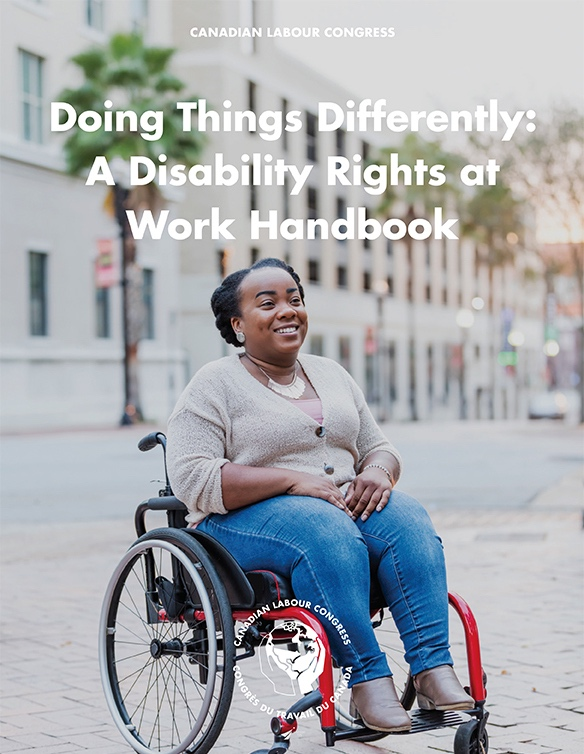 CANADIAN LABOUR CONGRESS
Doing Things Differently:
A Disability Rights at
Work Handbook
CANADIAN LABOUR CONGRESS
CONGRÈS DU TRAVAIL DU CANADA